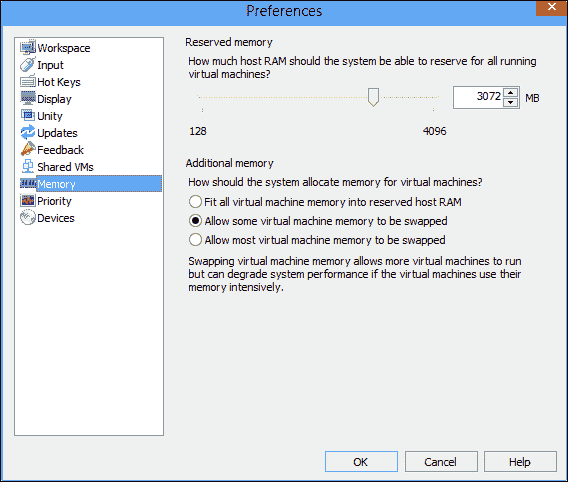 Preferences
Workspace
Input
Hot Keys
Display
Unity
Updates
Feedback
Shared VMs
Memory
Priority
Devices
Reserved memory
How much host RAM should the system be able to reserve for all running
virtual machines?
3072 MB
128 4096
Additional memory
How should the system allocate memory for virtual machines?
Fit all virtual machine memory into reserved host RAM
Allow some virtual machine memory to be swapped
Allow most virtual machine memory to be swapped
Swapping virtual machine memory allows more virtual machines to run
but can degrade system performance if the virtual machines use their
memory intensively.
OK Cancel Help